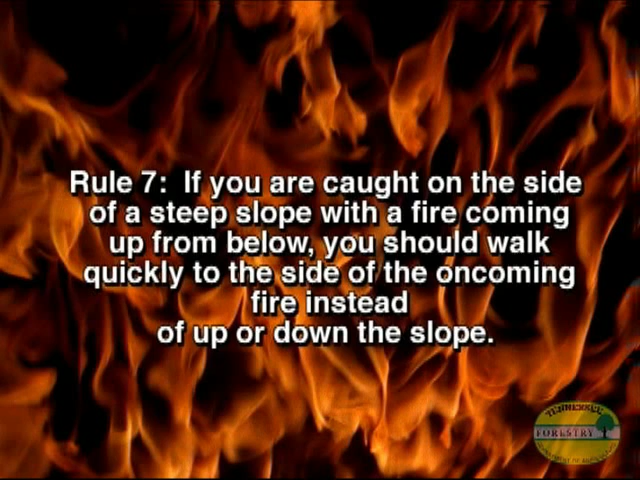 Rule 7:  If you are caught on the side
of a steep slope with a fire coming
up from below, you should walk
quickly to the side of the oncoming
fire instead
of up or down the slope.
TENNESSEE
FORESTRY